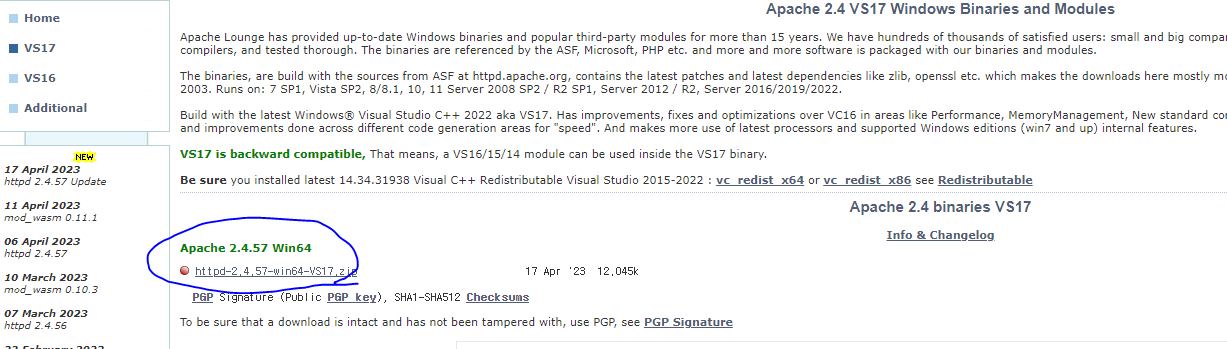 Home
VS17
VS16
Additional
NEW
17 April 2023
httpd 2.4.57 Update
11 April 2023
mod_wasm 0.11.1
06 April 2023
httpd 2.4.57
10 March 2023
mod_wasm 0.10.3
07 March 2023
httpd 2.4.56
Apache 2.4 VS17 Windows Binaries and Modules
Apache Lounge has provided up-to-date Windows binaries and popular third-party modules for more than 15 years. We have hundreds of thousands of satisfied users: small and big
compilers, and tested thorough. The binaries are referenced by the ASF, Microsoft, PHP etc. and more and more software is packaged with our binaries and modules.
The binaries, are build with the sources from ASF at httpd.apache.org, contains the latest patches and latest dependencies like zlib, openssl etc. which makes the downloads here mostly
2003. Runs on: 7 SP1, Vista SP2, 8/8.1, 10, 11 Server 2008 SP2 / R2 SP1, Server 2012 / R2, Server 2016/2019/2022.
Build with the latest Windows® Visual Studio C++ 2022 aka VS17. Has improvements, fixes and optimizations over VC16 in areas like Performance, MemoryManagement, New standard
and improvements done across different code generation areas for "speed". And makes more use of latest processors and supported Windows editions (win7 and up) internal features.
VS17 is backward compatible, That means, a VS16/15/14 module can be used inside the VS17 binary.
Be sure you installed latest 14.34.31938 Visual C++ Redistributable Visual Studio 2015-2022 : vc_redist_x64 or vc_redist_x86 see Redistributable
Apache 2.4 binaries VS17
Info & Changelog
Apache 2.4.57 Win64
httpd-2.4.57-win64-VS17.zip 17 Apr '23 12,045k
PGP Signature (Public PGP key), SHA1-SHA512 Checksums
To be sure that a download is intact and has not been tampered with, use PGP, see PGP Signature